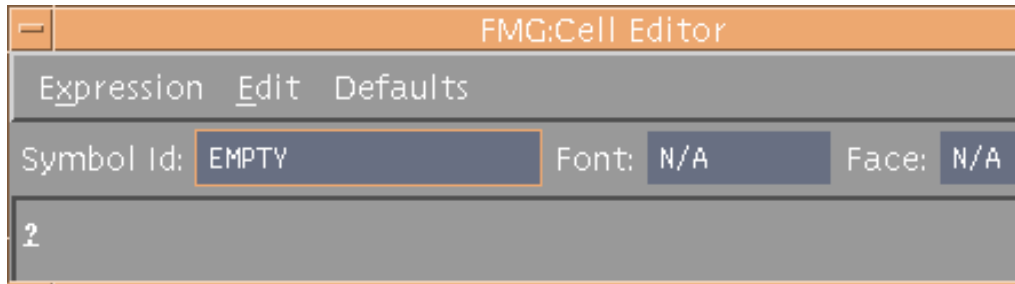 FMG:Cell Editor
Expression Edit Defaults
Symbol Id: EMPTY Font: N/A Face: N/A
?